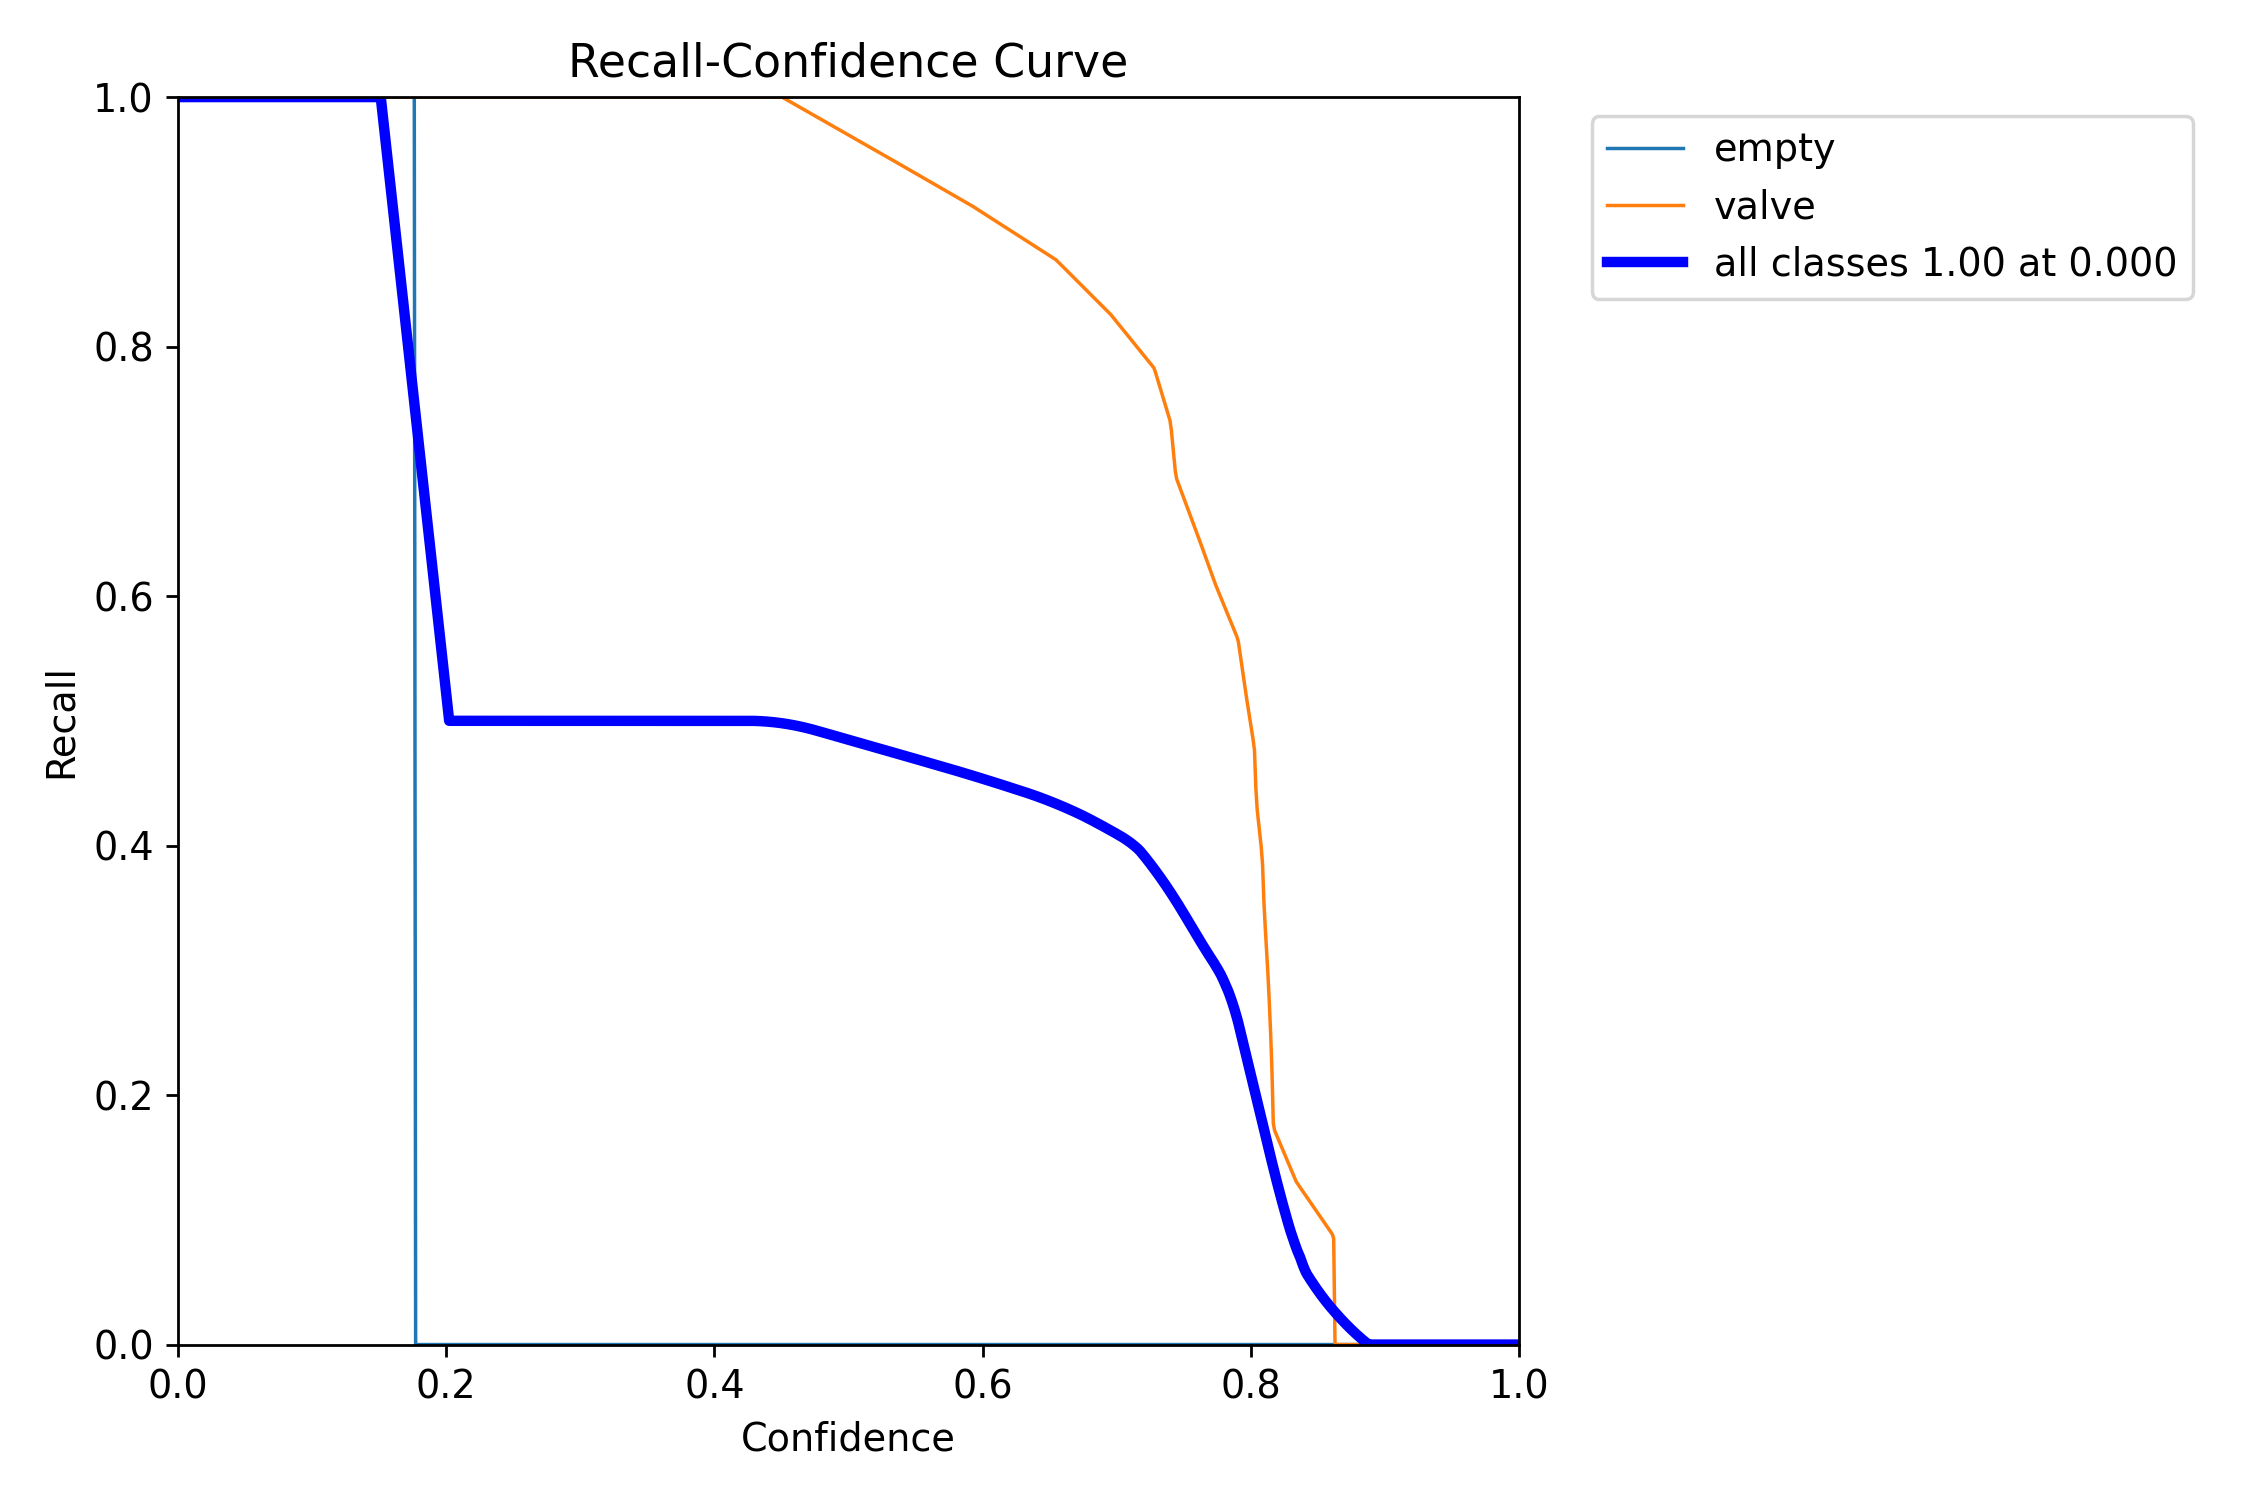 Recall-Confidence Curve
1.0
0.8
0.6
0.4
0.2
0.0
Recall
0.0 0.2 0.4 0.6 0.8 1.0
Confidence
empty
valve
all classes 1.00 at 0.000